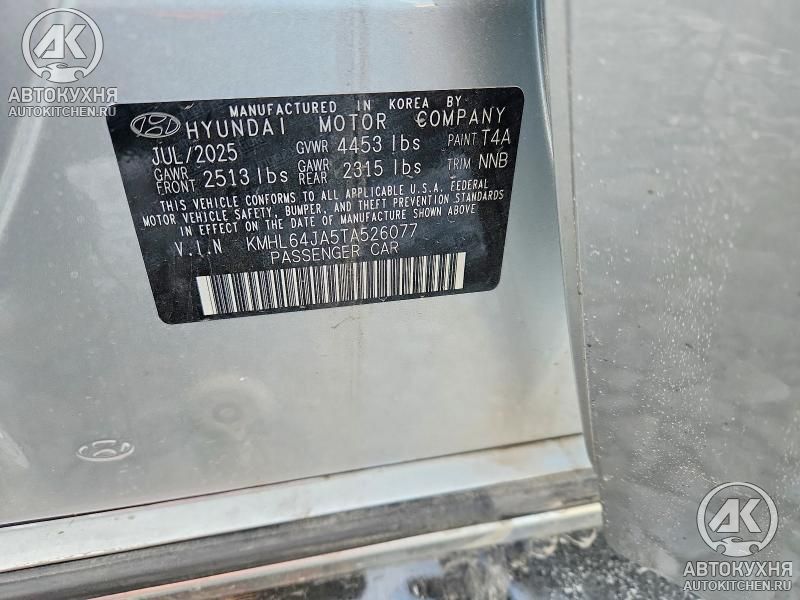 AK
АВТОКУХНЯ
AUTOKITCHEN.RU
MANUFACTURED IN KOREA BY
HYUNDAI MOTOR COMPANY
JUL/2025 GVWR 4453 lbs PAINT T4A
GAWR FRONT 2513 lbs GAWR REAR 2315 lbs TRIM NNB
THIS VEHICLE CONFORMS TO ALL APPLICABLE U.S.A. FEDERAL
MOTOR VEHICLE SAFETY, BUMPER, AND THEFT PREVENTION STANDARDS
IN EFFECT ON THE DATE OF MANUFACTURE SHOWN ABOVE
V.I.N KMHL64JA5TA526077
PASSENGER CAR
AK
АВТОКУХНЯ
AUTOKITCHEN.RU